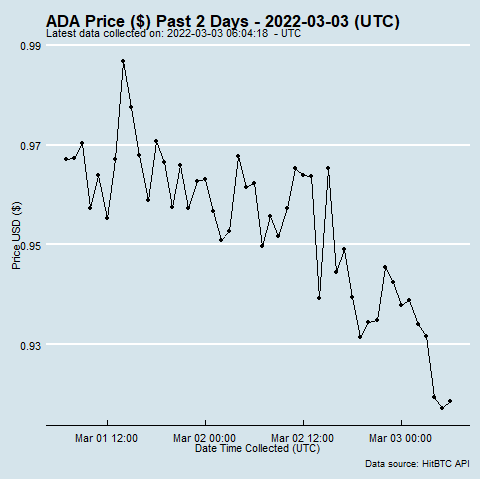 ADA Price ($) Past 2 Days - 2022-03-03 (UTC)
Latest data collected on: 2022-03-03 06:04:18 - UTC
0.99
0.97
0.95
0.93
Price USD ($)
Mar 01 12:00 Mar 02 00:00 Mar 02 12:00 Mar 03 00:00
Date Time Collected (UTC)
Data source: HitBTC API